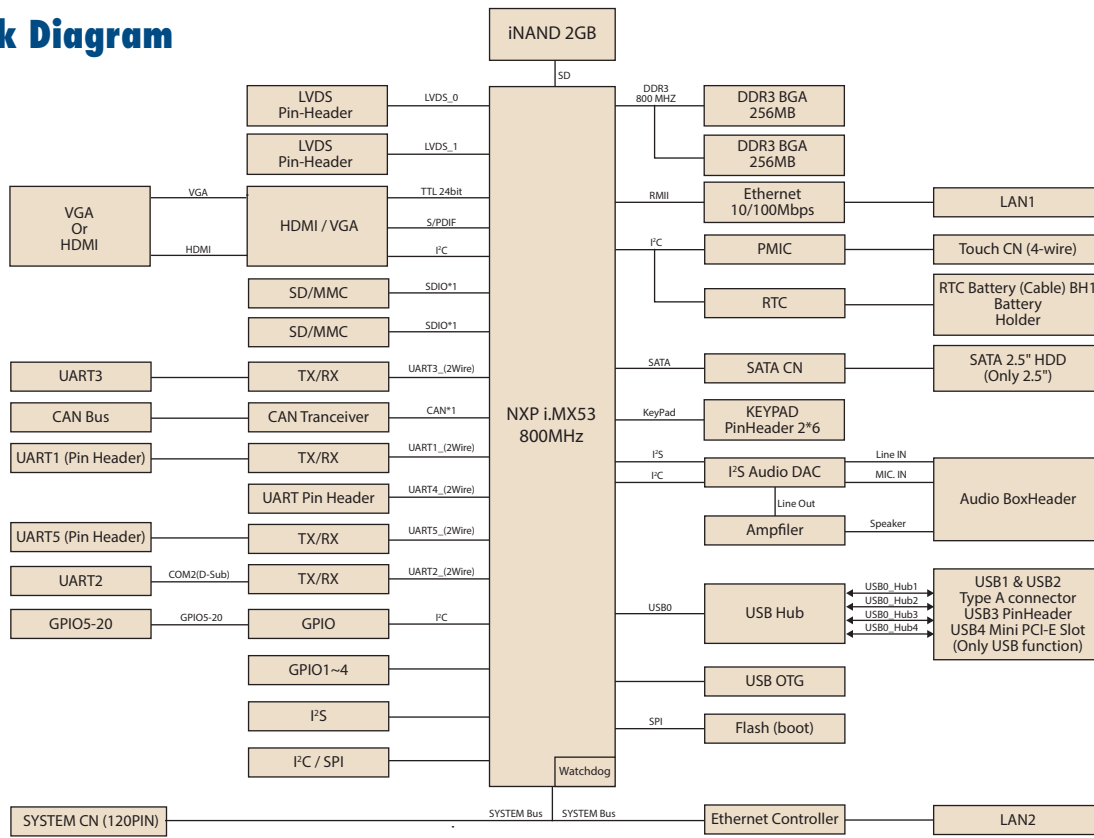 k Diagram
iNAND 2GB
SD
LVDS
Pin-Header
LVDS_0
DDR3
800 MHZ
DDR3 BGA
256MB
LVDS
Pin-Header
LVDS_1
DDR3 BGA
256MB
VGA
Or
HDMI
VGA
HDMI
HDMI / VGA
TTL 24bit
S/PDIF
I²C
RMII
Ethernet
10/100Mbps
LAN1
I²C
PMIC
Touch CN (4-wire)
SD/MMC
SDIO*1
RTC
RTC Battery (Cable) BH1
Battery
Holder
SD/MMC
SDIO*1
UART3
TX/RX
UART3_(2Wire)
SATA
SATA CN
SATA 2.5" HDD
(Only 2.5")
CAN Bus
CAN Tranceiver
CAN*1
NXP i.MX53
800MHz
KeyPad
KEYPAD
PinHeader 2*6
UART1 (Pin Header)
TX/RX
UART1_(2Wire)
I²S
I²C
I²S Audio DAC
Line IN
MIC. IN
Audio BoxHeader
UART Pin Header
UART4_(2Wire)
Line Out
UART5 (Pin Header)
TX/RX
UART5_(2Wire)
Ampfiler
Speaker
UART2
COM2(D-Sub)
TX/RX
UART2_(2Wire)
GPIO5-20
GPIO5-20
GPIO
I²C
USB0
USB Hub
USB0_Hub1
USB0_Hub2
USB0_Hub3
USB0_Hub4
USB1 & USB2
Type A connector
USB3 PinHeader
USB4 Mini PCI-E Slot
(Only USB function)
GPIO1~4
USB OTG
I²S
SPI
Flash (boot)
I²C / SPI
Watchdog
SYSTEM CN (120PIN)
SYSTEM Bus
SYSTEM Bus
Ethernet Controller
LAN2